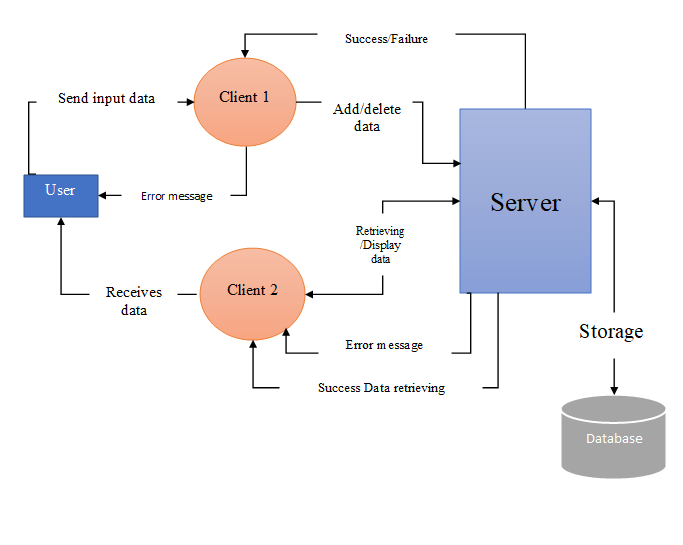 Success/Failure
Send input data
Client 1
Add/delete
data
User
Error message
Server
Retrieving
/Display
data
Receives
data
Client 2
Storage
Error message
Success Data retrieving
Database